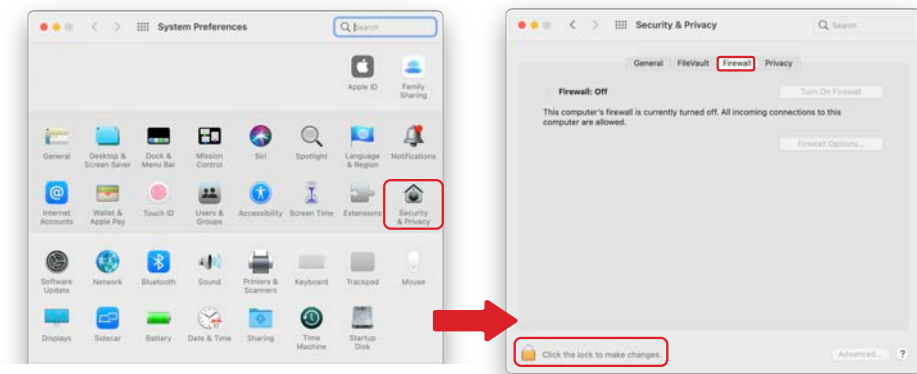 System Preferences
Search
Apple ID
Family
Sharing
General
Desktop &
Screen Saver
Dock &
Menu Bar
Mission
Control
Siri
Spotlight
Language
& Region
Notifications
Internet
Accounts
Wallet &
Apple Pay
Touch ID
Users &
Groups
Accessibility
Screen Time
Extensions
Security
& Privacy
Software
Update
Network
Bluetooth
Sound
Printers &
Scanners
Keyboard
Trackpad
Mouse
Displays
Sidecar
Battery
Date & Time
Sharing
Time
Machine
Startup
Disk
Security & Privacy
Search
General
FileVault
Firewall
Privacy
Firewall: Off
Turn On Firewall
This computer's firewall is currently turned off. All incoming connections to this
computer are allowed.
Firewall Options...
Click the lock to make changes.
Advanced...
?